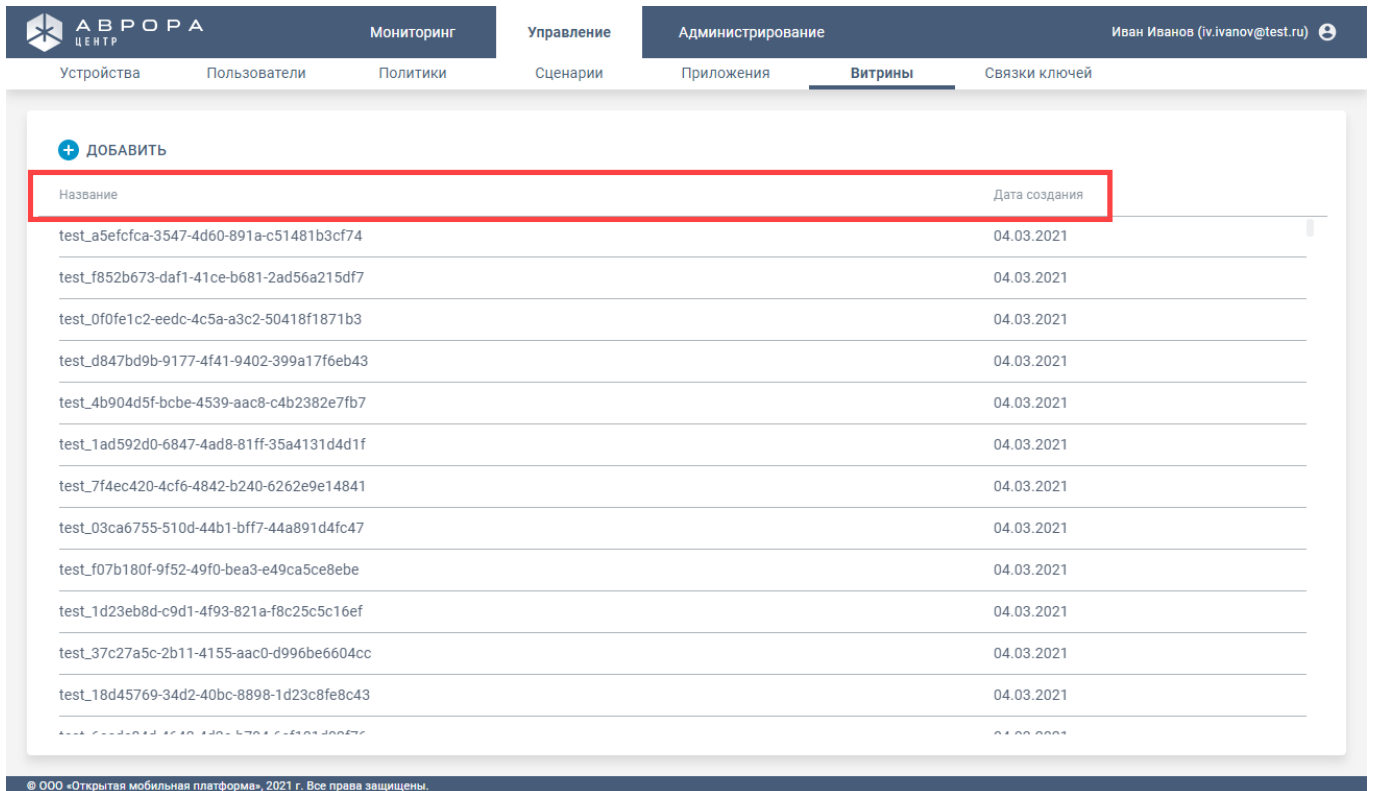 АВРОРА
ЦЕНТР
Мониторинг Управление Администрирование Иван Иванов (iv.ivanov@test.ru)
Устройства Пользователи Политики Сценарии Приложения Витрины Связки ключей
ДОБАВИТЬ
Название Дата создания
test_a5efcfca-3547-4d60-891a-c51481b3cf74 04.03.2021
test_f852b673-daf1-41ce-b681-2ad56a215df7 04.03.2021
test_0f0fe1c2-eedc-4c5a-a3c2-50418f1871b3 04.03.2021
test_d847bd9b-9177-4f41-9402-399a17f6eb43 04.03.2021
test_4b904d5f-bcbe-4539-aac8-c4b2382e7fb7 04.03.2021
test_1ad592d0-6847-4ad8-81ff-35a4131d4d1f 04.03.2021
test_7f4ec420-4cf6-4842-b240-6262e9e14841 04.03.2021
test_03ca6755-510d-44b1-bff7-44a891d4fc47 04.03.2021
test_f07b180f-9f52-49f0-bea3-e49ca5ce8ebe 04.03.2021
test_1d23eb8d-c9d1-4f93-821a-f8c25c5c16ef 04.03.2021
test_37c27a5c-2b11-4155-aac0-d996be6604cc 04.03.2021
test_18d45769-34d2-40bc-8898-1d23c8fe8c43 04.03.2021
© ООО «Открытая мобильная платформа», 2021 г. Все права защищены.